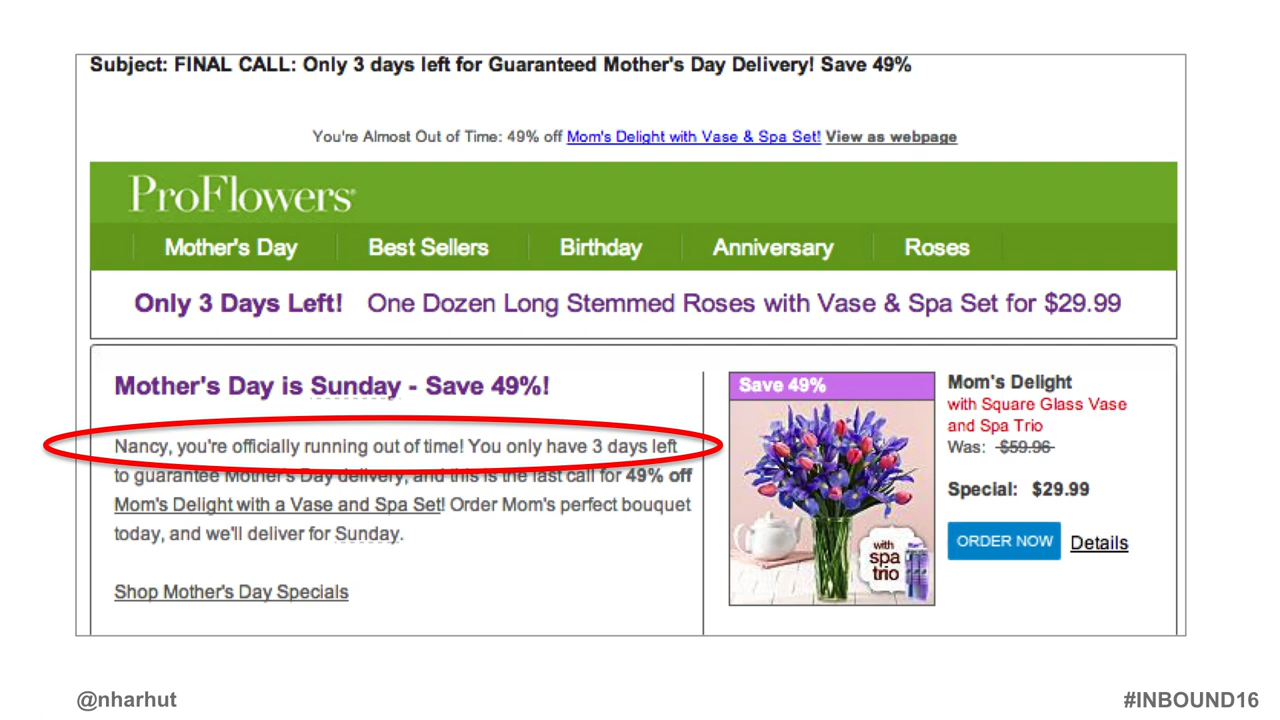 Subject: FINAL CALL: Only 3 days left for Guaranteed Mother's Day Delivery! Save 49%
You're Almost Out of Time: 49% off Mom's Delight with Vase & Spa Set! View as webpage
ProFlowers®
Mother's Day Best Sellers Birthday Anniversary Roses
Only 3 Days Left! One Dozen Long Stemmed Roses with Vase & Spa Set for $29.99
Mother's Day is Sunday - Save 49%!
Nancy, you're officially running out of time! You only have 3 days left
to guarantee Mother's Day delivery, and this is the last call for 49% off
Mom's Delight with a Vase and Spa Set! Order Mom's perfect bouquet
today, and we'll deliver for Sunday.
Shop Mother's Day Specials
Save 49%
with
spa
trio
Mom's Delight
with Square Glass Vase
and Spa Trio
Was: $59.96
Special: $29.99
ORDER NOW Details
@nharhut
#INBOUND16